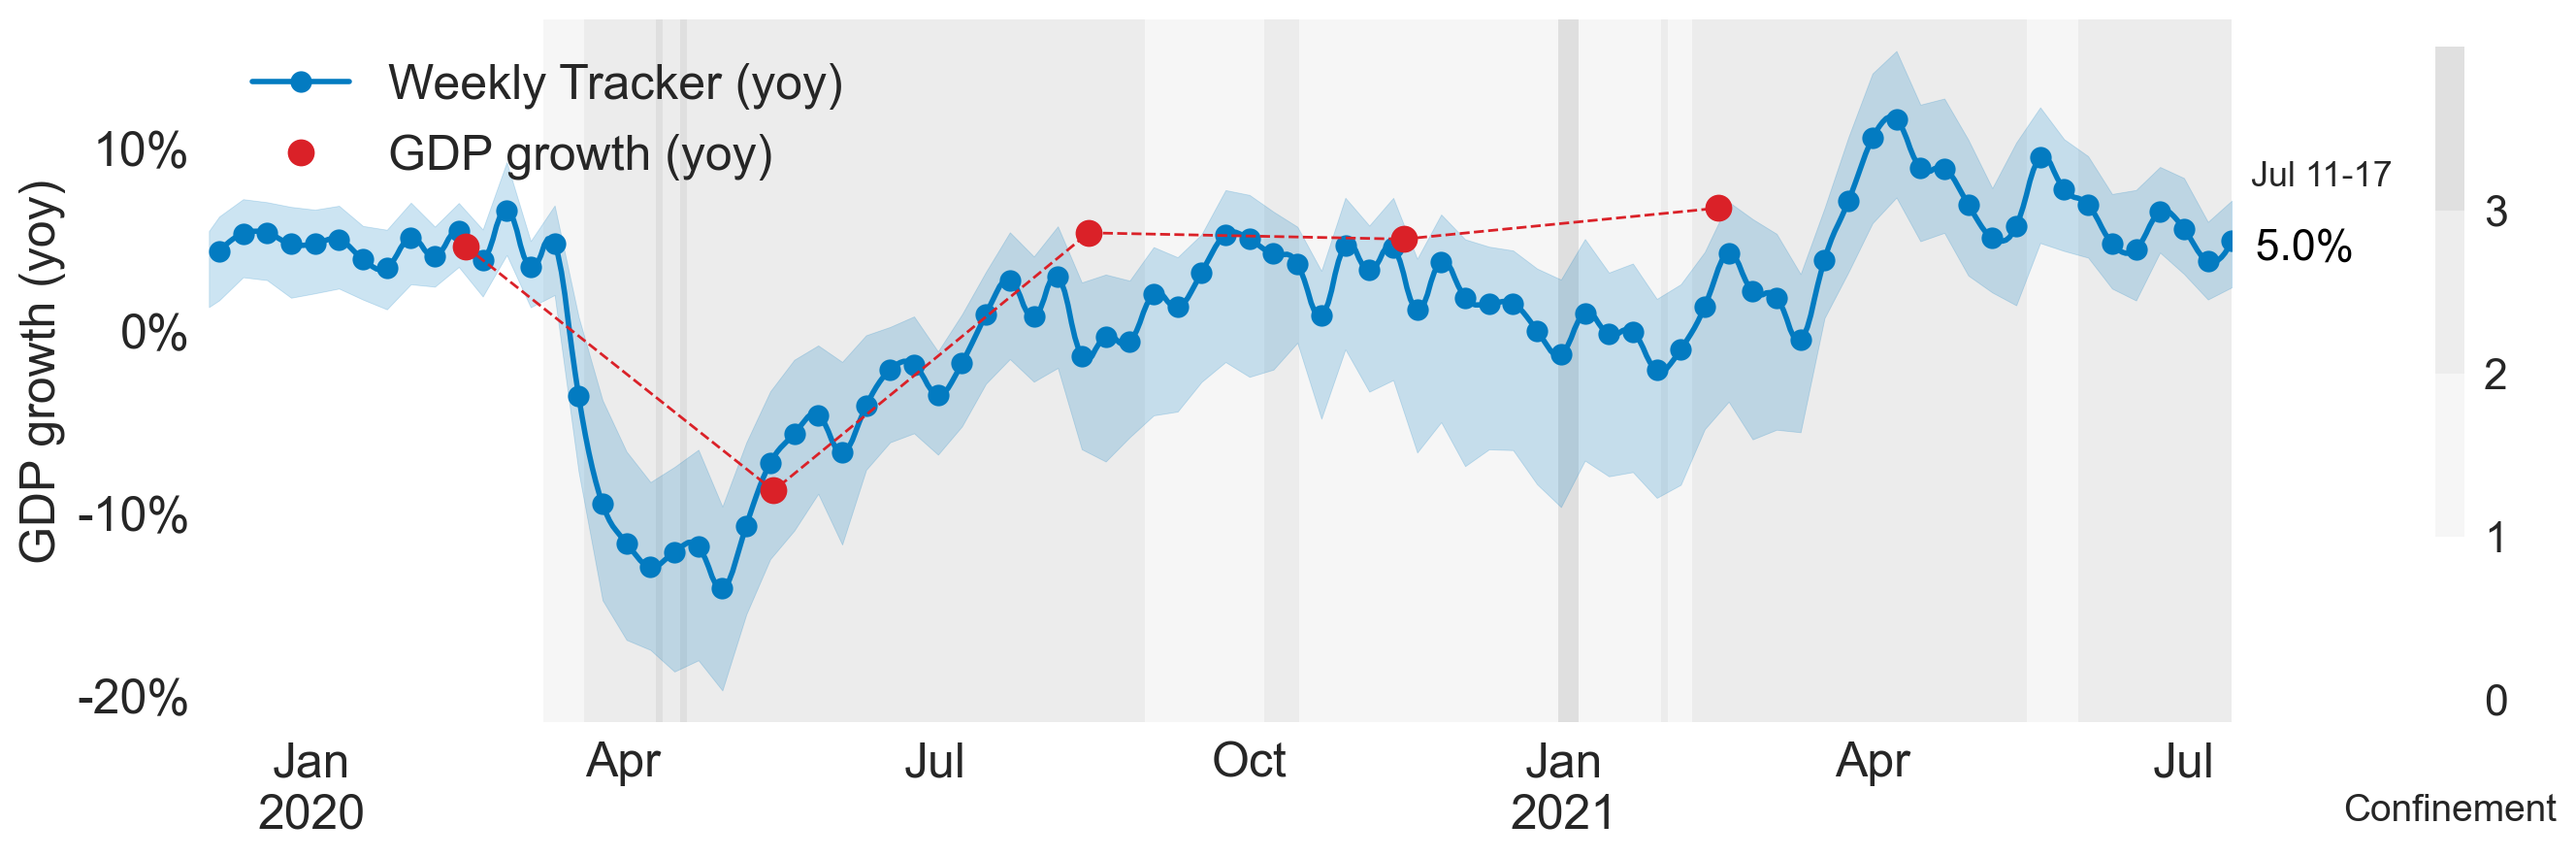 Weekly Tracker (yoy)
GDP growth (yoy)
GDP growth (yoy)
10%
0%
-10%
-20%
Jan
2020
Apr
Jul
Oct
Jan
2021
Apr
Jul
Jul 11-17
5.0%
3
2
1
0
Confinement